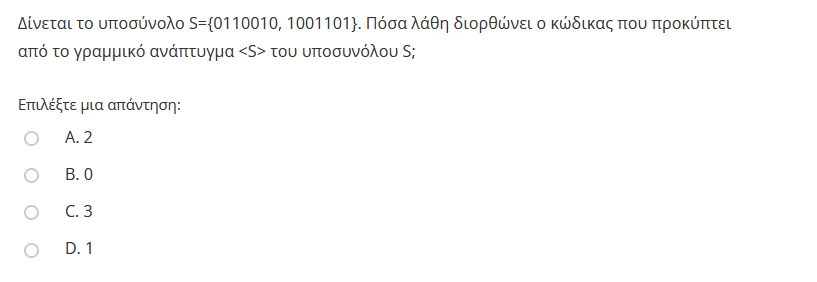 Δίνεται το υποσύνολο S={0110010, 1001101}. Πόσα λάθη διορθώνει ο κώδικας που προκύπτει
από το γραμμικό ανάπτυγμα <S> του υποσυνόλου S;
Επιλέξτε μια απάντηση:
A. 2
B. 0
C. 3
D. 1